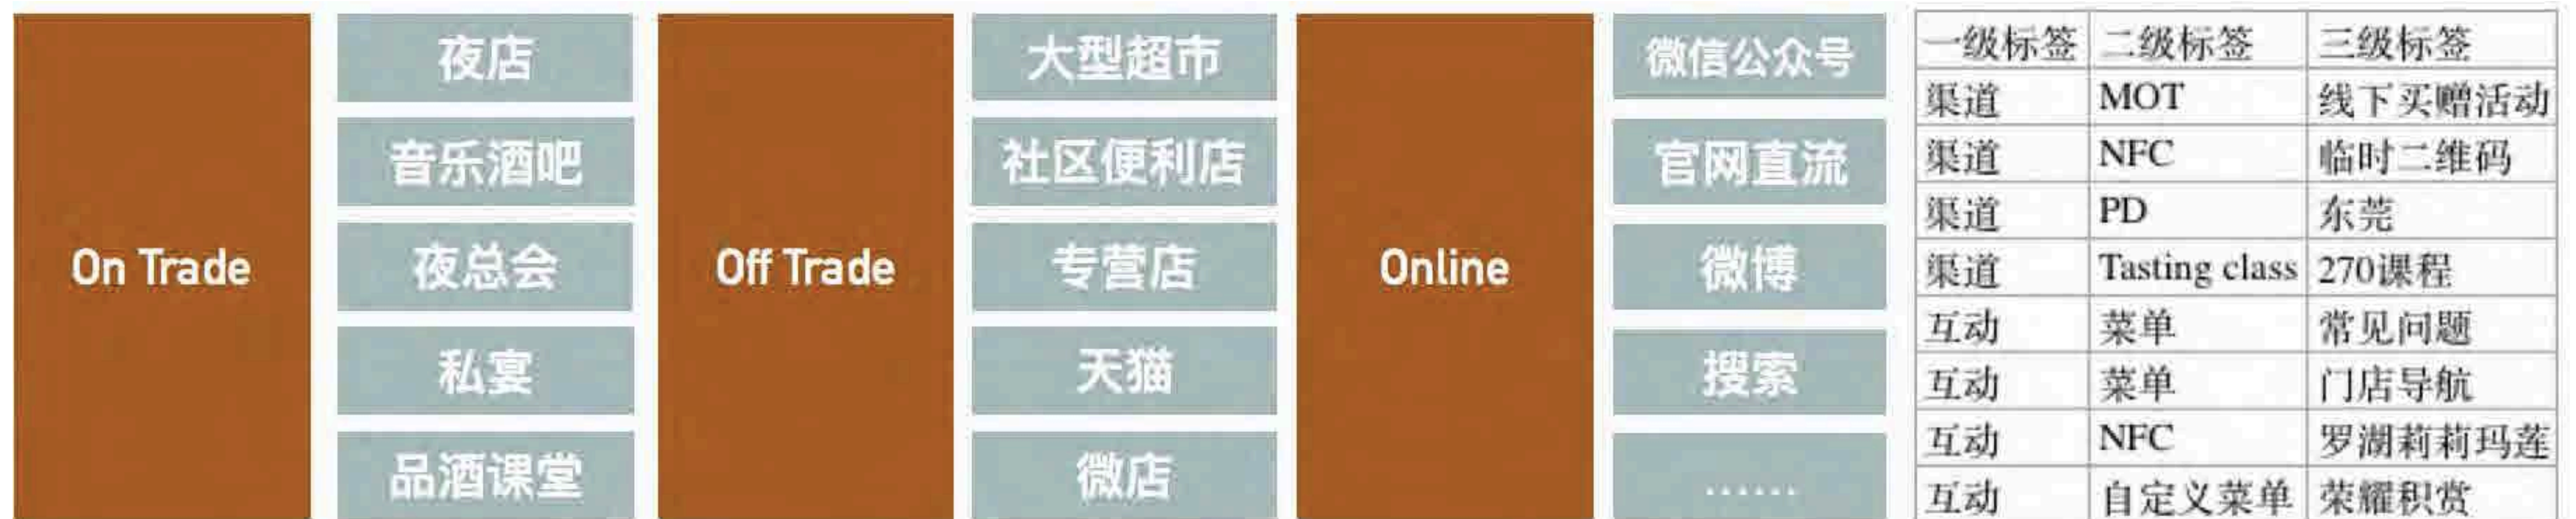 On Trade
夜店
音乐酒吧
夜总会
私宴
品酒课堂
Off Trade
大型超市
社区便利店
专营店
天猫
微店
Online
微信公众号
官网直流
微博
搜索
……
一级标签 二级标签 三级标签
渠道 MOT 线下买赠活动
渠道 NFC 临时二维码
渠道 PD 东莞
渠道 Tasting class 270课程
互动 菜单 常见问题
互动 菜单 门店导航
互动 NFC 罗湖莉莉玛莲
互动 自定义菜单 荣耀积赏